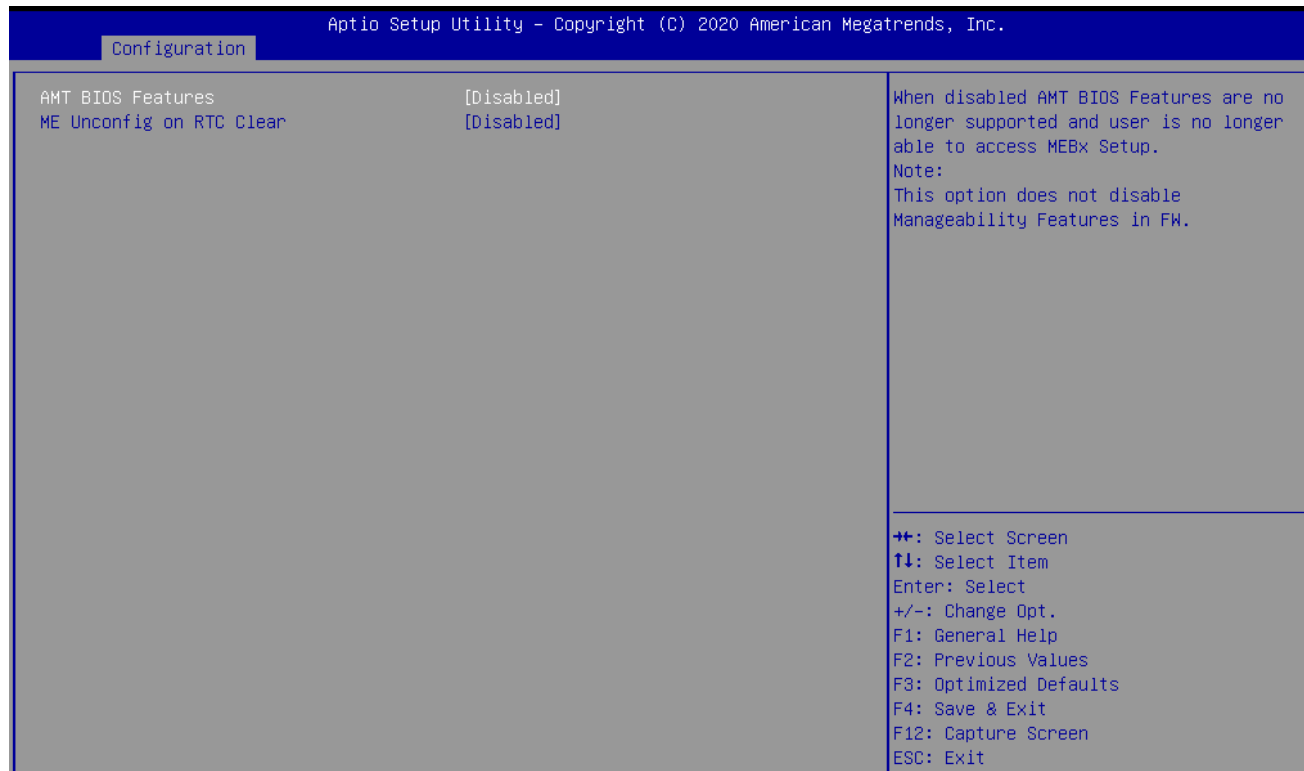 Aptio Setup Utility – Copyright (C) 2020 American Megatrends, Inc.
Configuration
AMT BIOS Features [Disabled]
ME Unconfig on RTC Clear [Disabled]
When disabled AMT BIOS Features are no
longer supported and user is no longer
able to access MEBx Setup.
Note:
This option does not disable
Manageability Features in FW.
→←: Select Screen
↑↓: Select Item
Enter: Select
+/-: Change Opt.
F1: General Help
F2: Previous Values
F3: Optimized Defaults
F4: Save & Exit
F12: Capture Screen
ESC: Exit